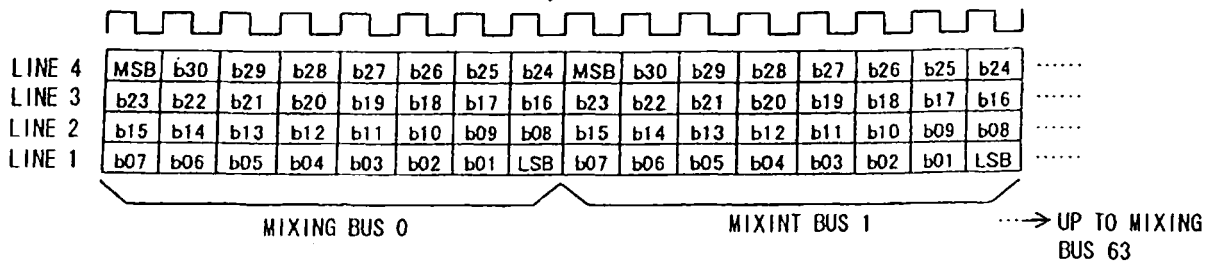 LINE 4 MSB b30 b29 b28 b27 b26 b25 b24 MSB b30 b29 b28 b27 b26 b25 b24 ······
LINE 3 b23 b22 b21 b20 b19 b18 b17 b16 b23 b22 b21 b20 b19 b18 b17 b16 ······
LINE 2 b15 b14 b13 b12 b11 b10 b09 b08 b15 b14 b13 b12 b11 b10 b09 b08 ······
LINE 1 b07 b06 b05 b04 b03 b02 b01 LSB b07 b06 b05 b04 b03 b02 b01 LSB ······
MIXING BUS 0 MIXINT BUS 1 ····→ UP TO MIXING
BUS 63